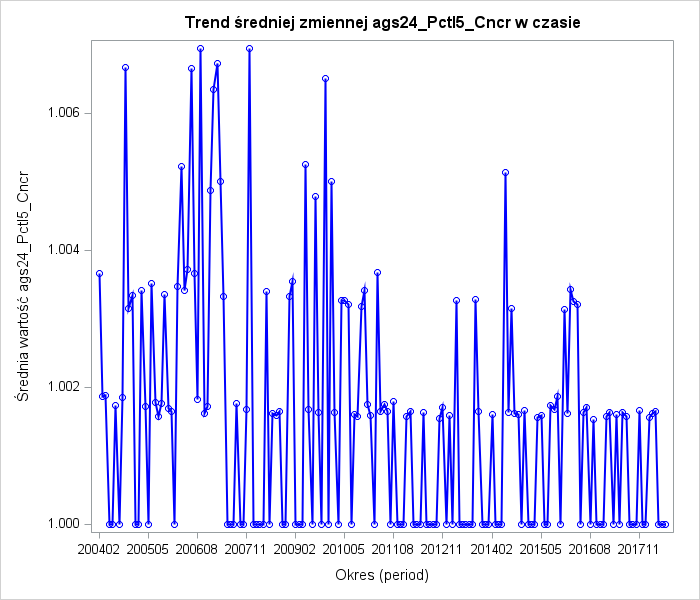 Trend średniej zmiennej ags24_Pctl5_Cncr w czasie
Średnia wartość ags24_Pctl5_Cncr
1.006
1.004
1.002
1.000
200402 200505 200608 200711 200902 201005 201108 201211 201402 201505 201608 201711
Okres (period)